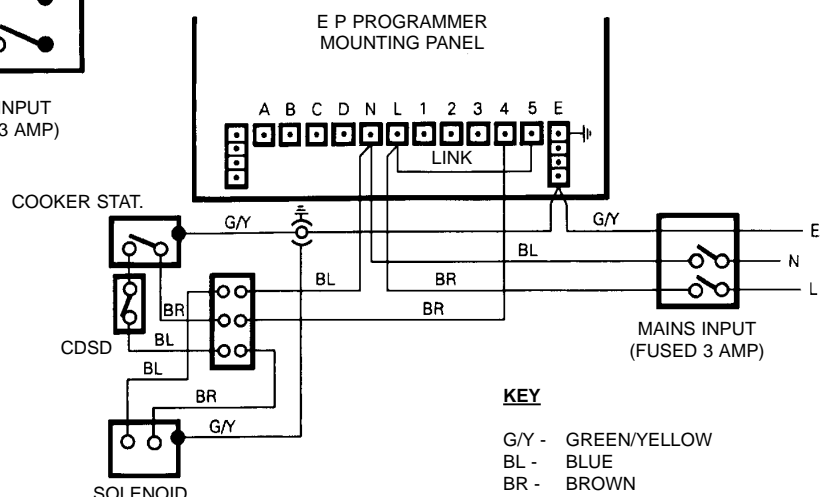 E P PROGRAMMER
MOUNTING PANEL
A B C D N L 1 2 3 4 5 E
LINK
INPUT
3 AMP)
COOKER STAT.
G/Y
G/Y
E
BL
N
BL
BR
L
BR
BR
MAINS INPUT
(FUSED 3 AMP)
CDSD
BL
BL
BR
G/Y
SOLENOID
KEY
G/Y - GREEN/YELLOW
BL - BLUE
BR - BROWN